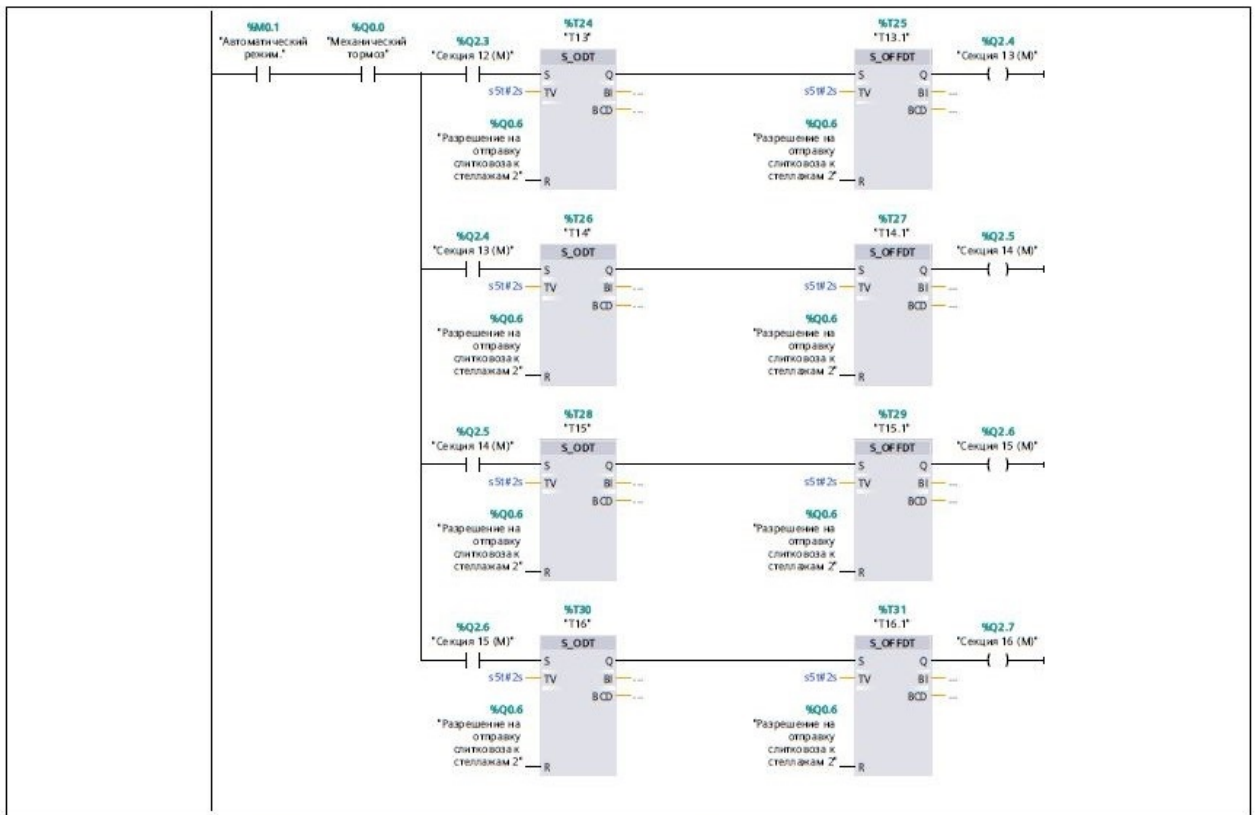 %M0.1
"Автоматический
режим."
%Q0.0
"Механический
тормоз"
%Q2.3
"Секция 12 (M)"
%T24
"T13"
S_ODT
S
Q
s5t#2s
TV
BI
...
BCD
...
%Q0.6
"Разрешение на
отправку
слитковоза к
стеллажам 2"
R
%T25
"T13.1"
S_OFFDT
S
Q
s5t#2s
TV
BI
...
BCD
...
%Q0.6
"Разрешение на
отправку
слитковоза к
стеллажам 2"
R
%Q2.4
"Секция 13 (M)"
%Q2.4
"Секция 13 (M)"
%T26
"T14"
S_ODT
S
Q
s5t#2s
TV
BI
...
BCD
...
%Q0.6
"Разрешение на
отправку
слитковоза к
стеллажам 2"
R
%T27
"T14.1"
S_OFFDT
S
Q
s5t#2s
TV
BI
...
BCD
...
%Q0.6
"Разрешение на
отправку
слитковоза к
стеллажам 2"
R
%Q2.5
"Секция 14 (M)"
%Q2.5
"Секция 14 (M)"
%T28
"T15"
S_ODT
S
Q
s5t#2s
TV
BI
...
BCD
...
%Q0.6
"Разрешение на
отправку
слитковоза к
стеллажам 2"
R
%T29
"T15.1"
S_OFFDT
S
Q
s5t#2s
TV
BI
...
BCD
...
%Q0.6
"Разрешение на
отправку
слитковоза к
стеллажам 2"
R
%Q2.6
"Секция 15 (M)"
%Q2.6
"Секция 15 (M)"
%T30
"T16"
S_ODT
S
Q
s5t#2s
TV
BI
...
BCD
...
%Q0.6
"Разрешение на
отправку
слитковоза к
стеллажам 2"
R
%T31
"T16.1"
S_OFFDT
S
Q
s5t#2s
TV
BI
...
BCD
...
%Q0.6
"Разрешение на
отправку
слитковоза к
стеллажам 2"
R
%Q2.7
"Секция 16 (M)"